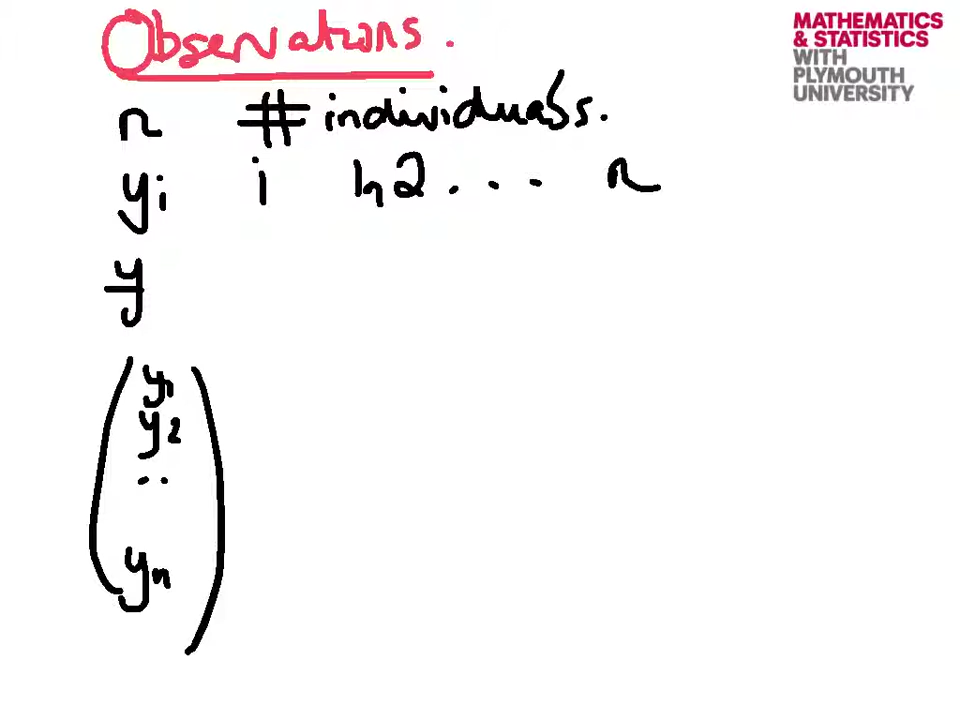 Observations.
MATHEMATICS
& STATISTICS
WITH
PLYMOUTH
UNIVERSITY
n # individuals.
yi i 1,2 ... n
y
y1
y2
..
yn